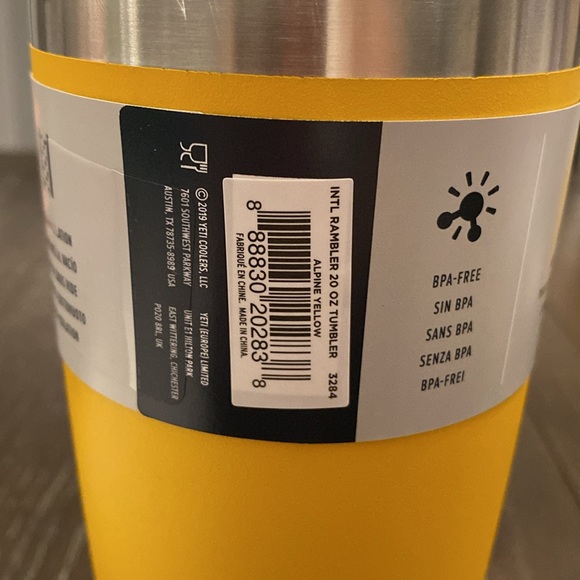 LATION
© 2019 YETI COOLERS, LLC
7601 SOUTHWEST PARKWAY
AUSTIN, TX 78735-8989 USA
YETI (EUROPE) LIMITED
UNIT E1 HILTON PARK
EAST WITTERING, CHICHESTER
PO20 8RL UK
INTL RAMBLER 20 OZ TUMBLER 3284
ALPINE YELLOW
8 88830 20283 8
FABRIQUÉ EN CHINE. MADE IN CHINA.
BPA-FREE
SIN BPA
SANS BPA
SENZA BPA
BPA-FREI